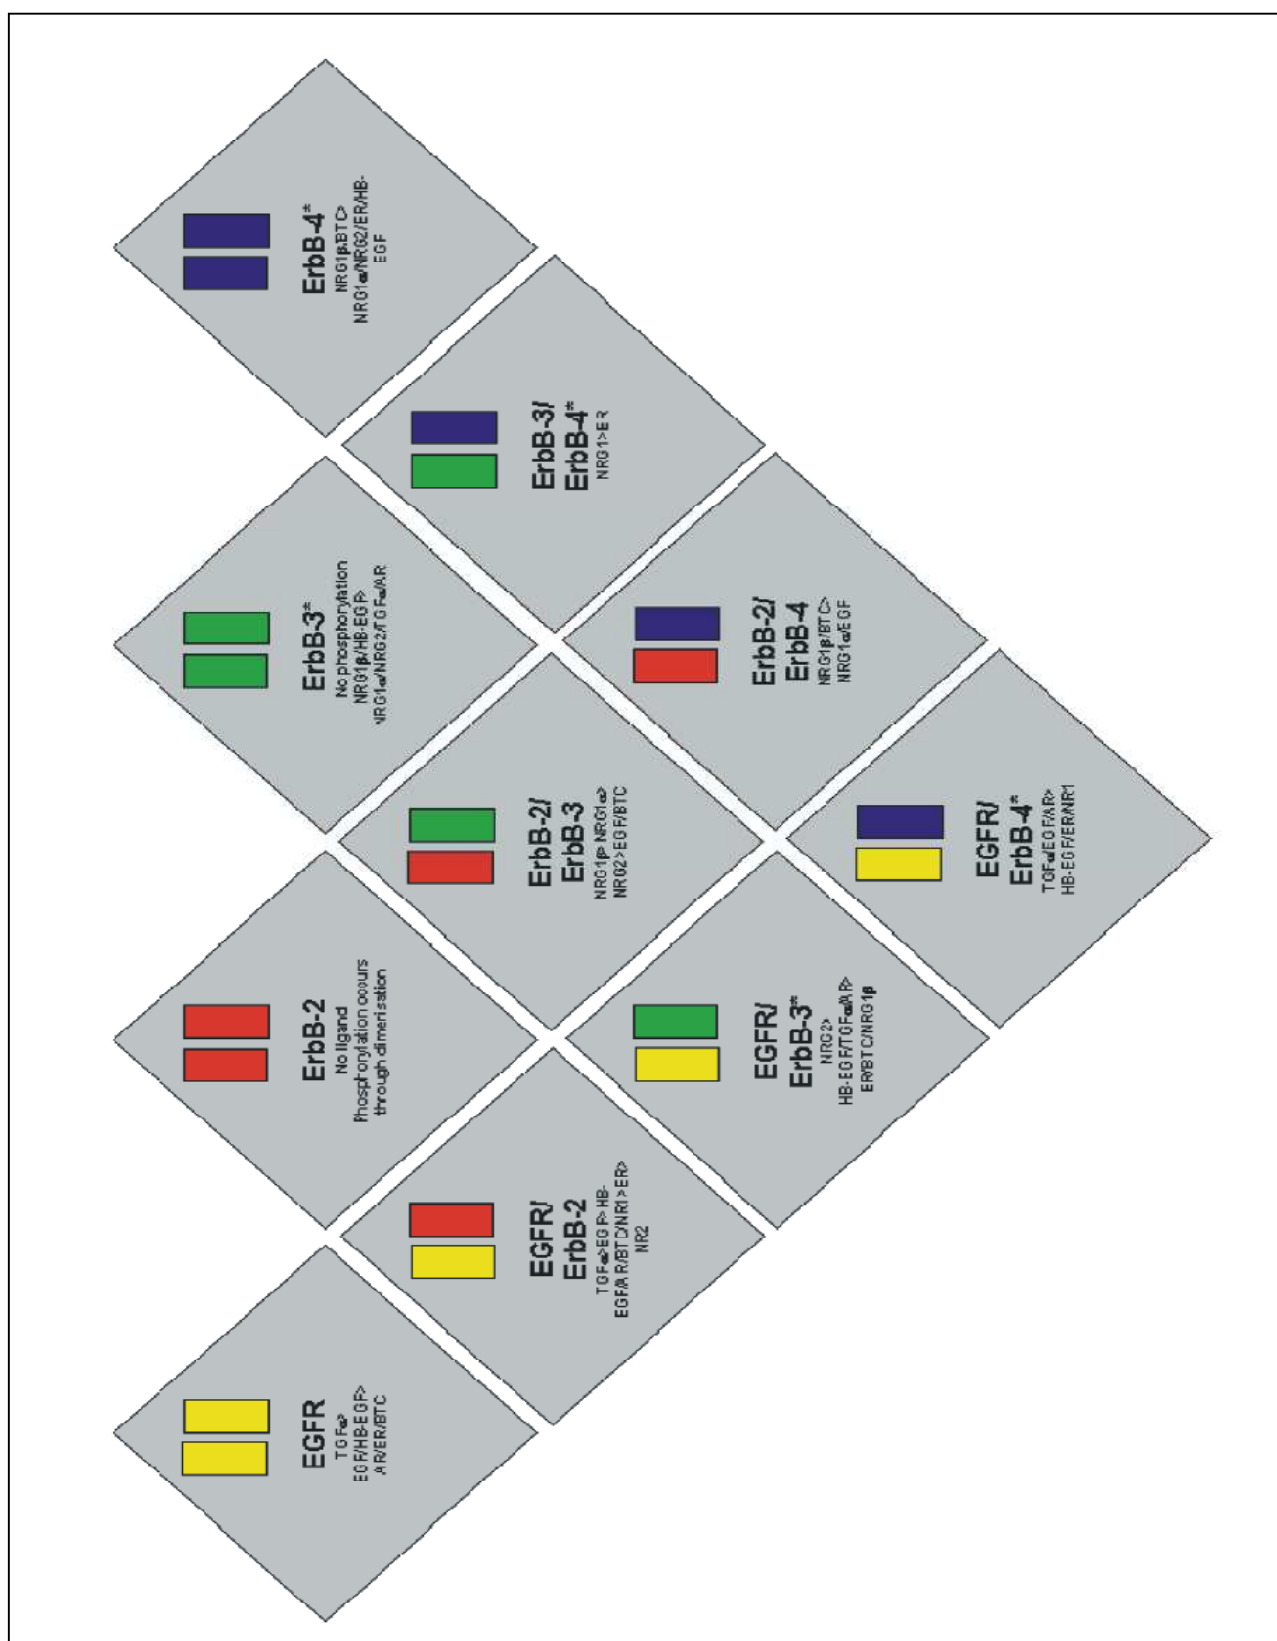 EGFR
TGFα>
EGF/HB-EGF>
AR/ER/BTC
ErbB-2
No ligand
Phosphorylation occurs
through dimerisation
ErbB-3*
No phosphorylation
NRG1β/HB-EGF>
NRG1α/NRG2/TGFα/AR
ErbB-4*
NRG1β/BTC>
NRG1α/NRG2/ER/HB-
EGF
EGFR/
ErbB-2
TGFα>EGF>HB-
EGF/AR/BTC/NR1>ER>
NR2
ErbB-2/
ErbB-3
NRG1β>NRG1α>
NRG2>EGF/BTC
ErbB-3/
ErbB-4*
NRG1>ER
EGFR/
ErbB-3*
NRG2>
HB-EGF/TGFα/AR>
ER/BTC/NRG1β
ErbB-2/
ErbB-4
NRG1β/BTC>
NRG1α/EGF
EGFR/
ErbB-4*
TGFα/EGF/AR>
HB-EGF/ER/NR1